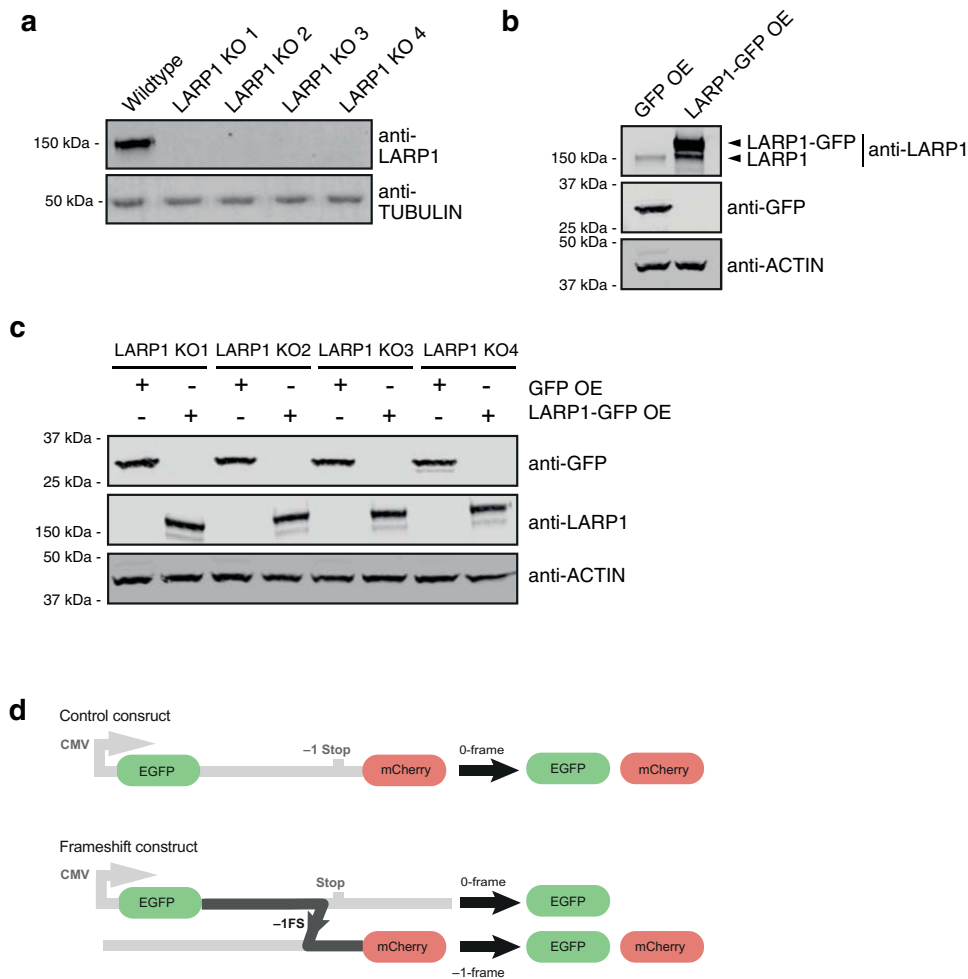 a
Wildtype
LARP1 KO 1
LARP1 KO 2
LARP1 KO 3
LARP1 KO 4
150 kDa -
anti-
LARP1
50 kDa -
anti-
TUBULIN
b
GFP OE
LARP1-GFP OE
150 kDa -
LARP1-GFP
LARP1
anti-LARP1
37 kDa -
anti-GFP
25 kDa -
50 kDa -
anti-ACTIN
37 kDa -
c
LARP1 KO1 LARP1 KO2 LARP1 KO3 LARP1 KO4
+ - + - + - + - GFP OE
- + - + - + - + LARP1-GFP OE
37 kDa -
anti-GFP
25 kDa -
anti-LARP1
150 kDa -
50 kDa -
anti-ACTIN
37 kDa -
d
Control consruct
CMV
–1 Stop
0-frame
EGFP mCherry EGFP mCherry
Frameshift construct
CMV
Stop
0-frame
EGFP EGFP
–1FS
mCherry EGFP mCherry
–1-frame